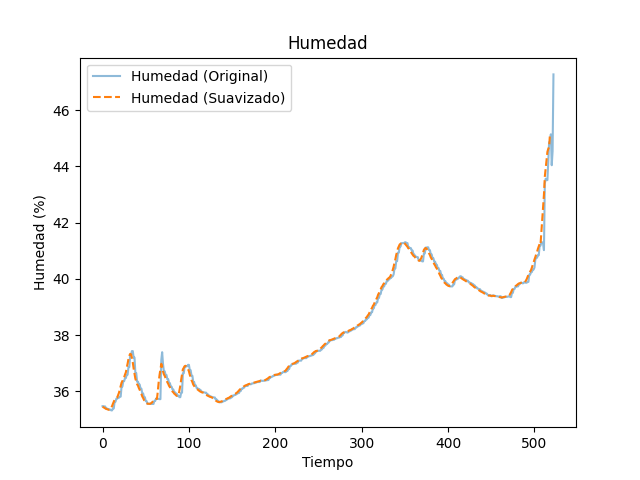 Humedad
Humedad (Original)
Humedad (Suavizado)
Humedad (%)
46
44
42
40
38
36
0 100 200 300 400 500
Tiempo